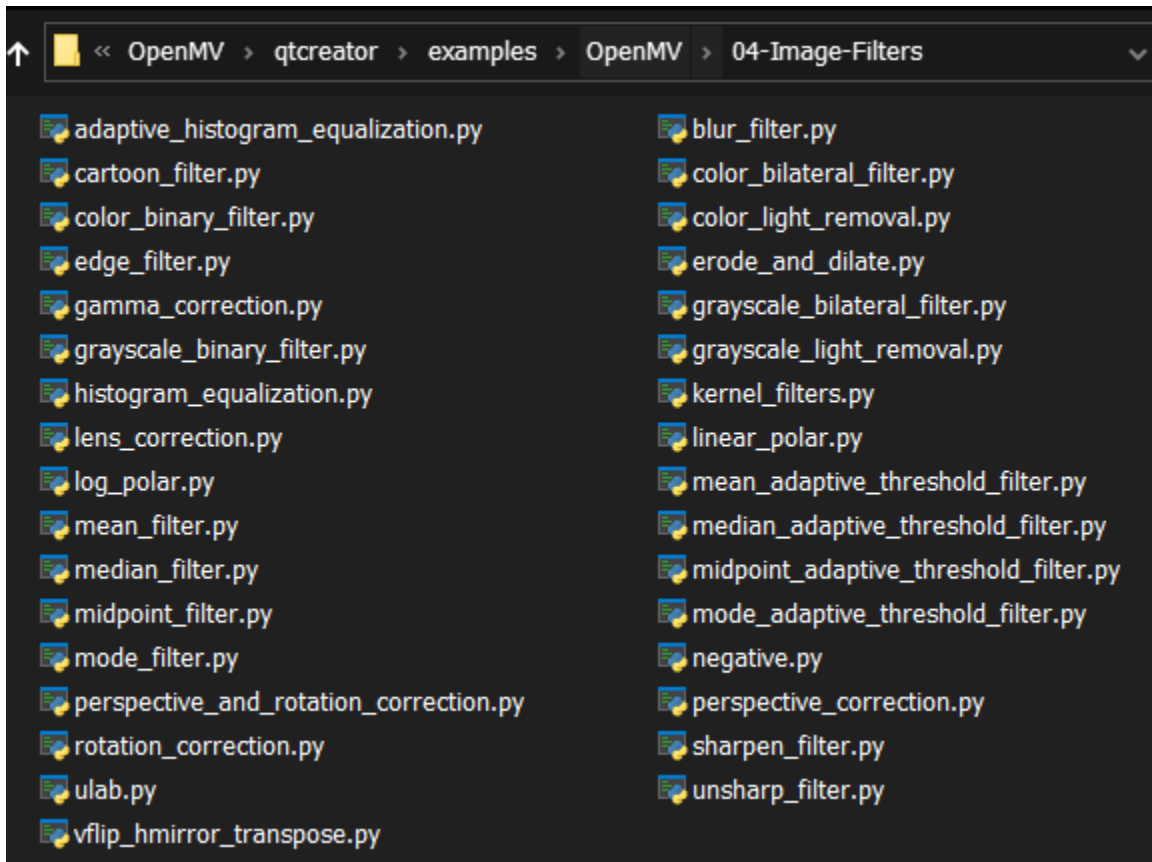 « OpenMV > qtcreator > examples > OpenMV > 04-Image-Filters
adaptive_histogram_equalization.py blur_filter.py
cartoon_filter.py color_bilateral_filter.py
color_binary_filter.py color_light_removal.py
edge_filter.py erode_and_dilate.py
gamma_correction.py grayscale_bilateral_filter.py
grayscale_binary_filter.py grayscale_light_removal.py
histogram_equalization.py kernel_filters.py
lens_correction.py linear_polar.py
log_polar.py mean_adaptive_threshold_filter.py
mean_filter.py median_adaptive_threshold_filter.py
median_filter.py midpoint_adaptive_threshold_filter.py
midpoint_filter.py mode_adaptive_threshold_filter.py
mode_filter.py negative.py
perspective_and_rotation_correction.py perspective_correction.py
rotation_correction.py sharpen_filter.py
ulab.py unsharp_filter.py
vflip_hmirror_transpose.py